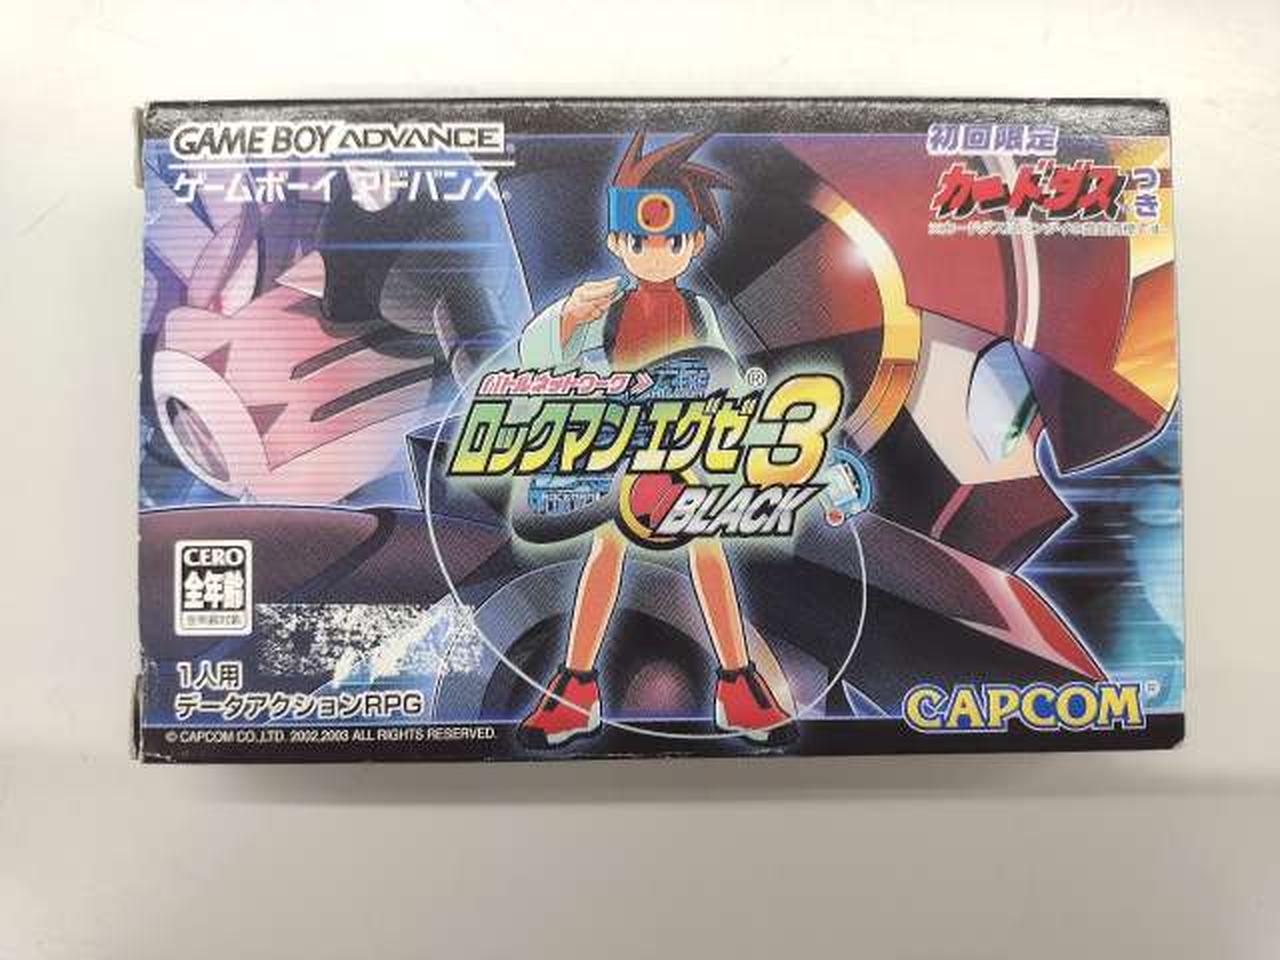 GAME BOY ADVANCE
ゲームボーイ アドバンス
初回限定
カードダスつき
バトルネットワーク
ロックマンエグゼ3
®
BLACK
CERO
全年齢
1人用
データアクションRPG
CAPCOM®
© CAPCOM CO.,LTD. 2002,2003 ALL RIGHTS RESERVED.